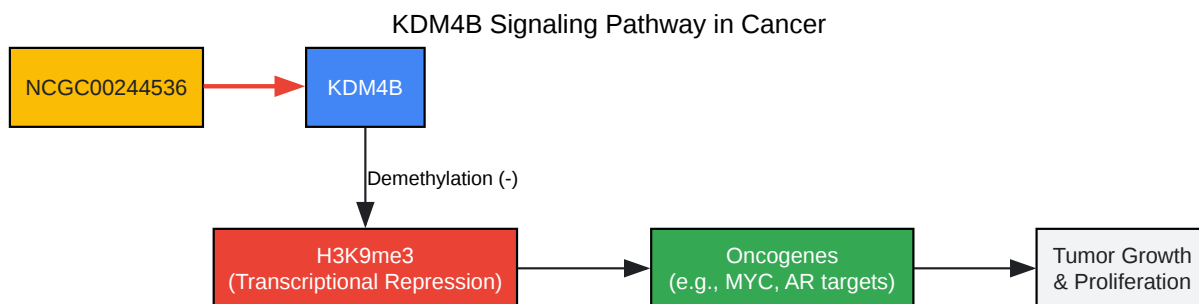 KDM4B Signaling Pathway in Cancer
NCGC00244536
KDM4B
Demethylation (-)
H3K9me3
(Transcriptional Repression)
Oncogenes
(e.g., MYC, AR targets)
Tumor Growth
& Proliferation